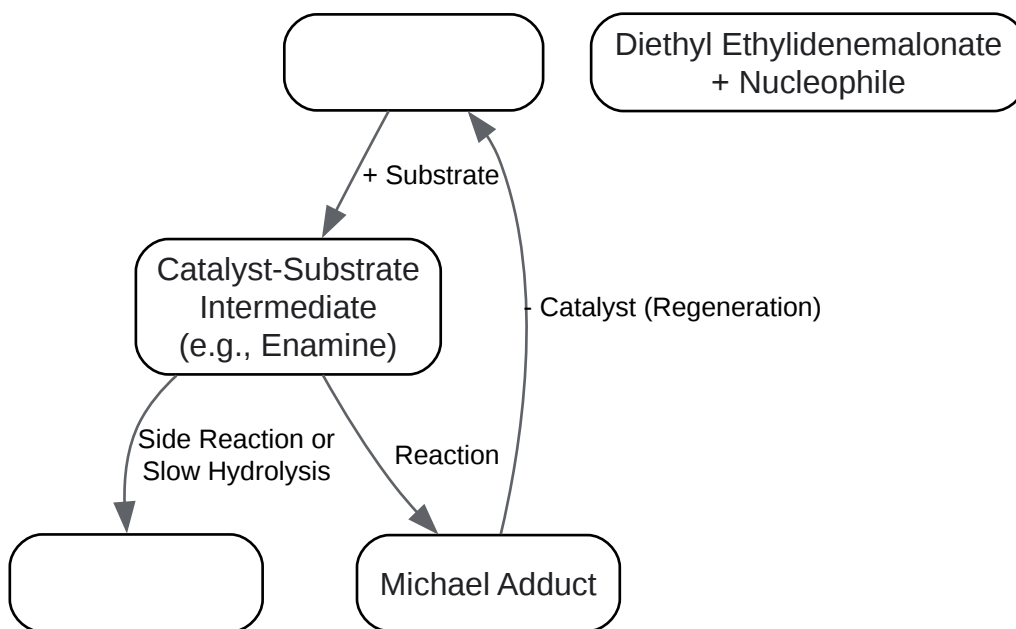 Diethyl Ethylidenemalonate
+ Nucleophile
+ Substrate
Catalyst-Substrate
Intermediate
(e.g., Enamine)
- Catalyst (Regeneration)
Side Reaction or
Slow Hydrolysis
Reaction
Michael Adduct